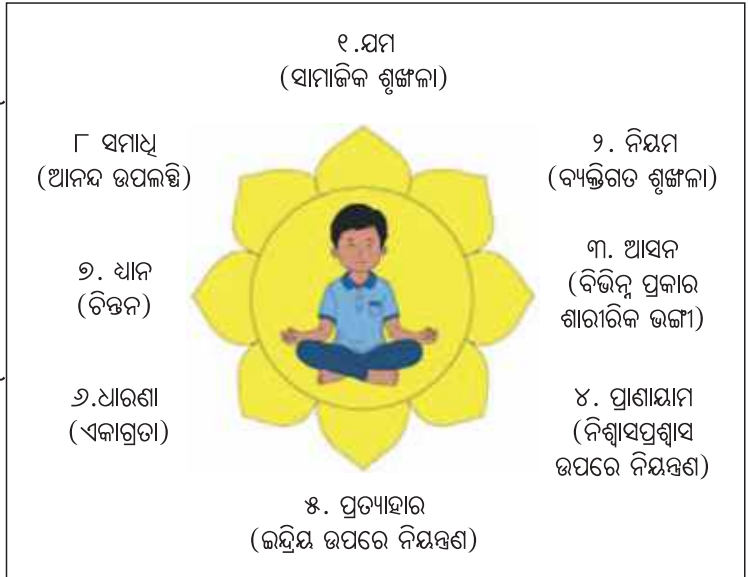 ୧.ଯମ
(ସାମାଜିକ ଶୃଙ୍ଖଳା)
୨. ନିୟମ
(ବ୍ୟକ୍ତିଗତ ଶୃଙ୍ଖଳା)
୩. ଆସନ
(ବିଭିନ୍ନ ପ୍ରକାର
ଶାରୀରିକ ଭଙ୍ଗୀ)
୪. ପ୍ରାଣାୟାମ
(ନିଶ୍ୱାସପ୍ରଶ୍ୱାସ
ଉପରେ ନିୟନ୍ତ୍ରଣ)
୫. ପ୍ରତ୍ୟାହାର
(ଇନ୍ଦ୍ରିୟ ଉପରେ ନିୟନ୍ତ୍ରଣ)
୬.ଧାରଣା
(ଏକାଗ୍ରତା)
୭. ଧ୍ୟାନ
(ଚିନ୍ତନ)
୮ ସମାଧି
(ଆନନ୍ଦ ଉପଲବ୍ଧି)